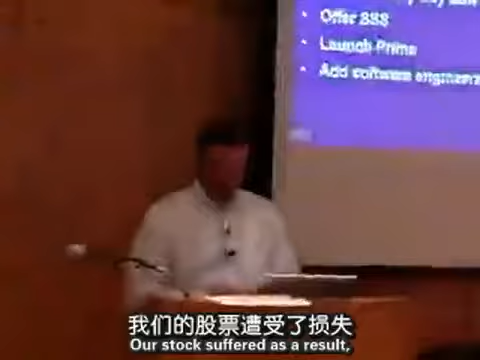 Offer SSS
Launch Prime
Add software engineers
我们的股票遭受了损失
Our stock suffered as a result,